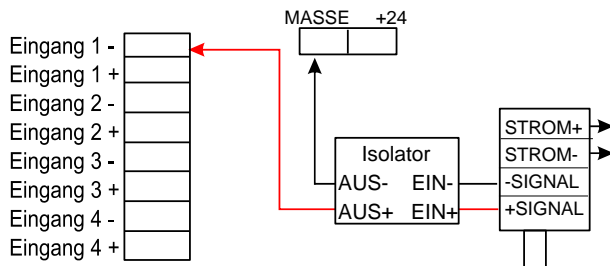 MASSE +24
Eingang 1 -
Eingang 1 +
Eingang 2 -
Eingang 2 +
Eingang 3 -
Eingang 3 +
Eingang 4 -
Eingang 4 +
Isolator
AUS- EIN-
AUS+ EIN+
STROM+
STROM-
-SIGNAL
+SIGNAL